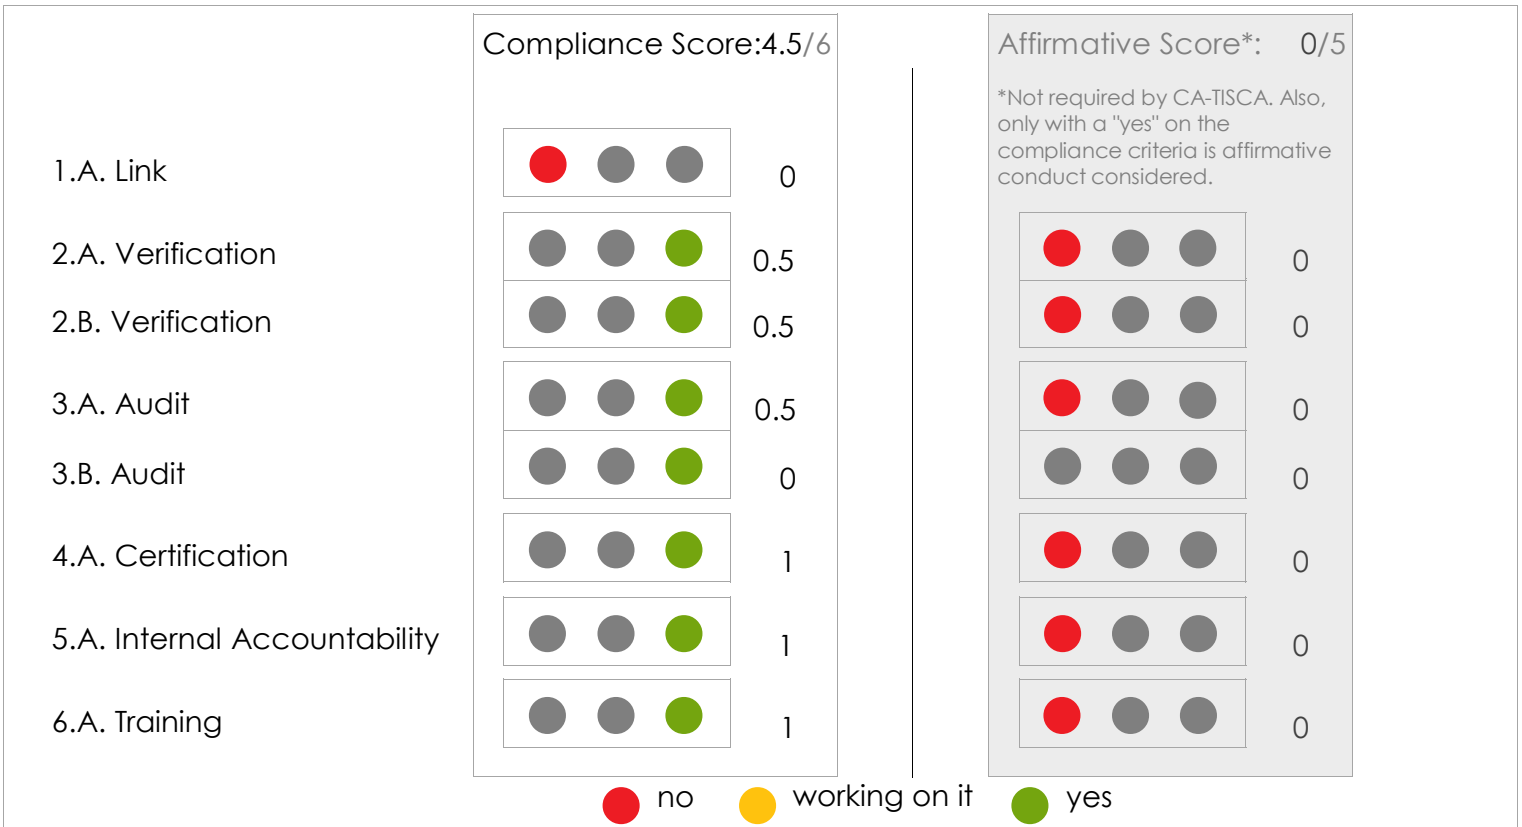 Compliance Score:4.5/6
Affirmative Score*: 0/5
*Not required by CA-TISCA. Also,
only with a "yes" on the
compliance criteria is affirmative
conduct considered.
1.A. Link 0
2.A. Verification 0.5 0
2.B. Verification 0.5 0
3.A. Audit 0.5 0
3.B. Audit 0 0
4.A. Certification 1 0
5.A. Internal Accountability 1 0
6.A. Training 1 0
no working on it yes